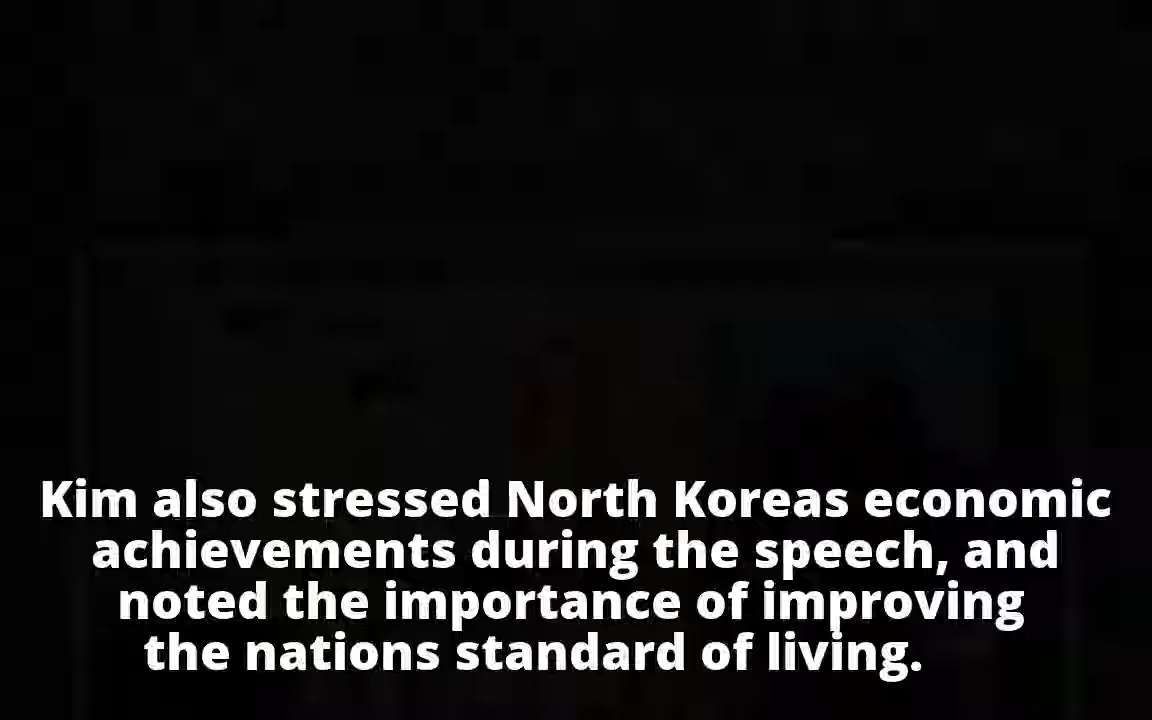 Kim also stressed North Koreas economic
achievements during the speech, and
noted the importance of improving
the nations standard of living.